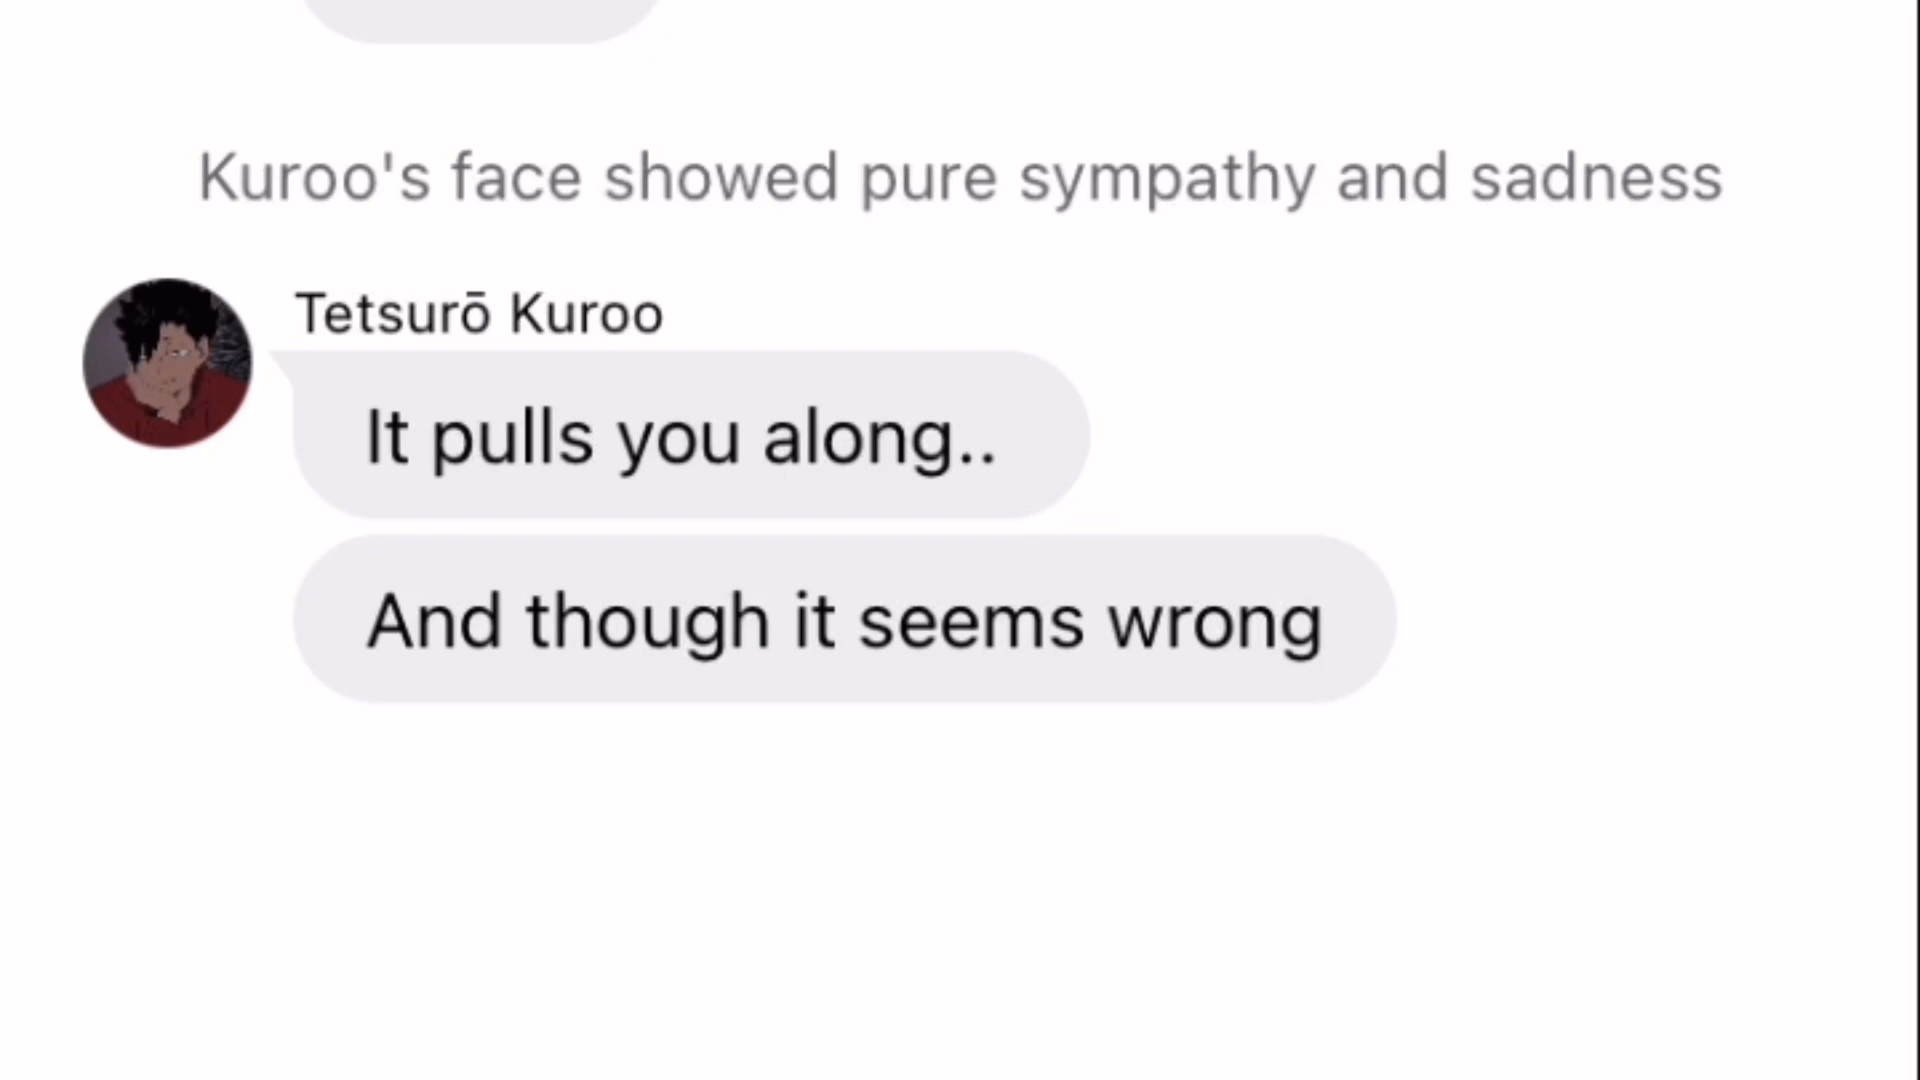 Kuroo's face showed pure sympathy and sadness
Tetsurō Kuroo
It pulls you along..
And though it seems wrong